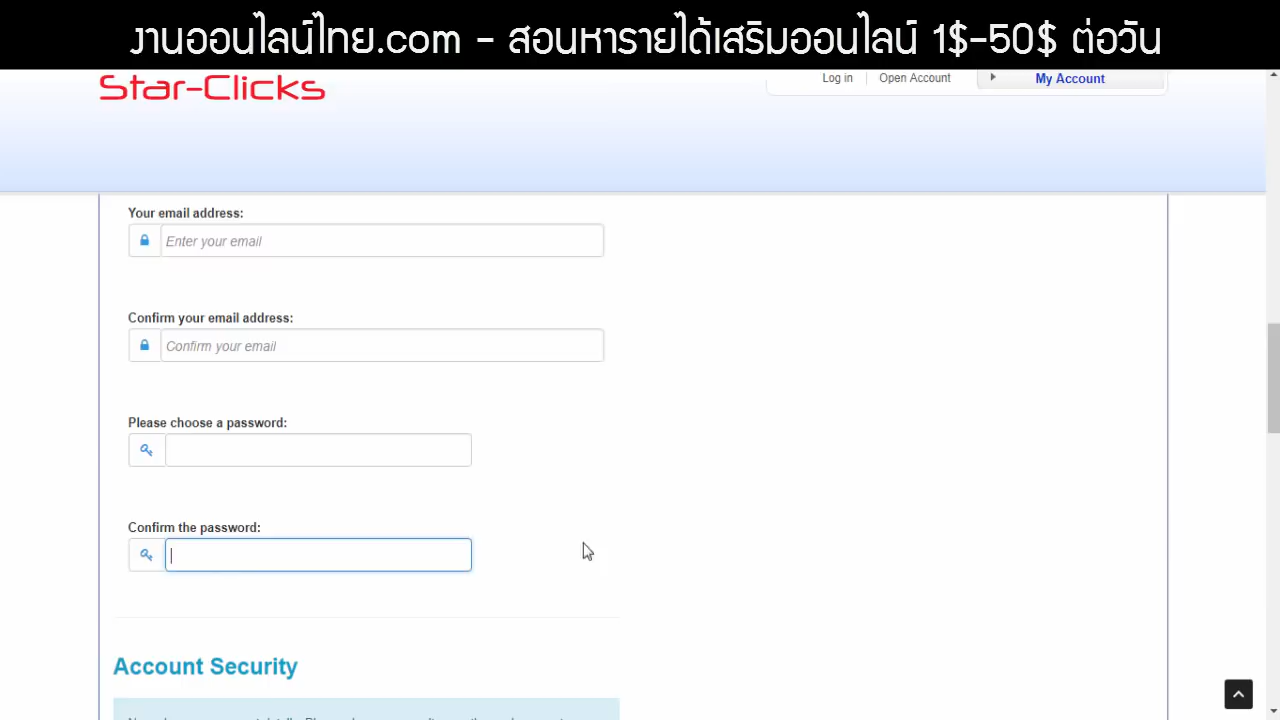 งานออนไลน์ไทย.com - สอนหารายได้เสริมออนไลน์ 1$-50$ ต่อวัน
Star-Clicks
Log in
Open Account
My Account
Your email address:
Enter your email
Confirm your email address:
Confirm your email
Please choose a password:
Confirm the password:
Account Security